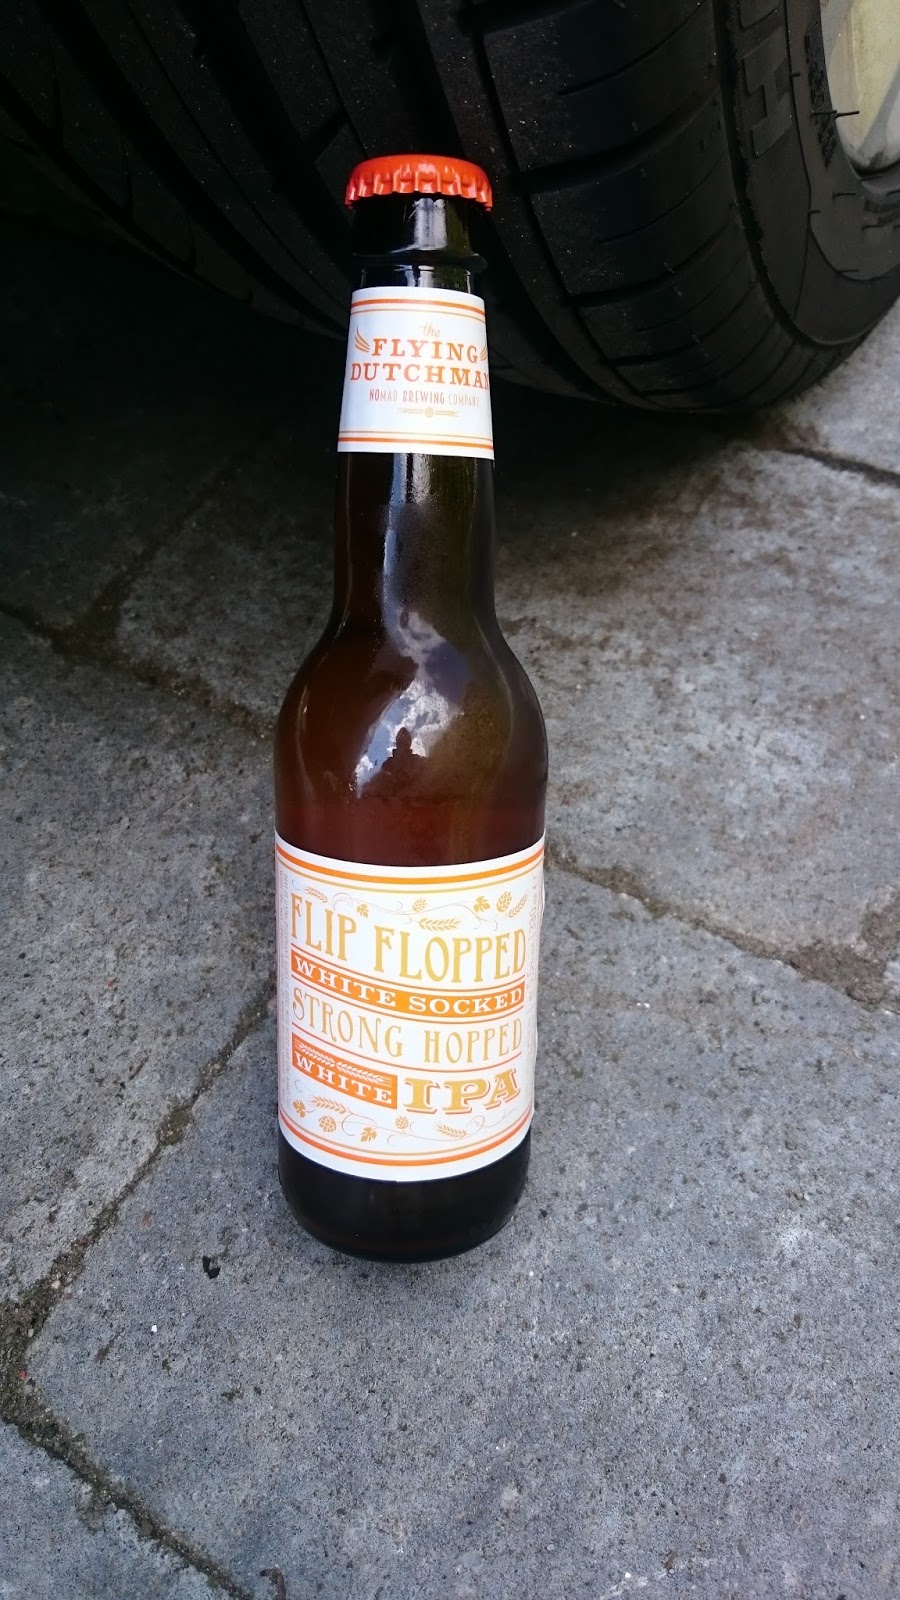 the
FLYING
DUTCHMAN
NOMAD BREWING COMPANY
FLIP FLOPPED
WHITE SOCKED
STRONG HOPPED
WHITE IPA